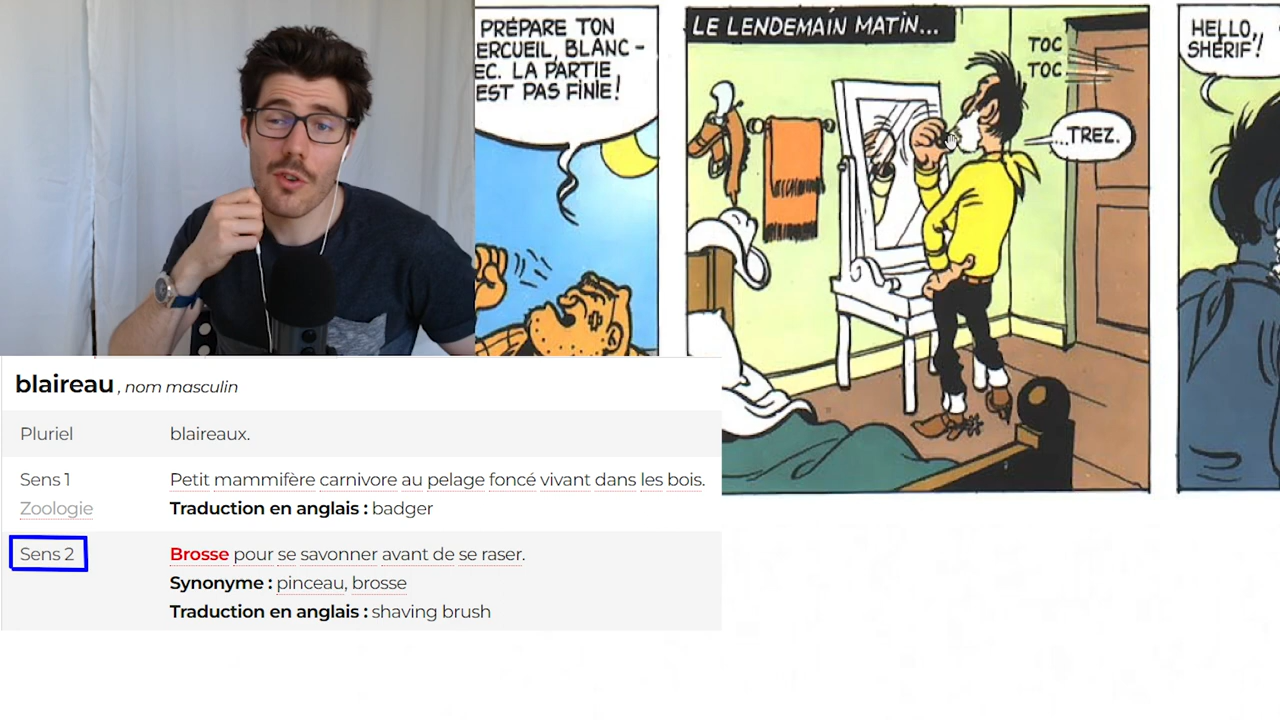 PRÉPARE TON
ERCUEIL, BLANC-
EC. LA PARTIE
EST PAS FINIE!
LE LENDEMAIN MATIN...
TOC
TOC
...TREZ.
HELLO,
SHÉRIF!
blaireau, nom masculin
Pluriel blaireaux.
Sens 1 Petit mammifère carnivore au pelage foncé vivant dans les bois.
Zoologie Traduction en anglais : badger
Sens 2 Brosse pour se savonner avant de se raser.
Synonyme : pinceau, brosse
Traduction en anglais : shaving brush